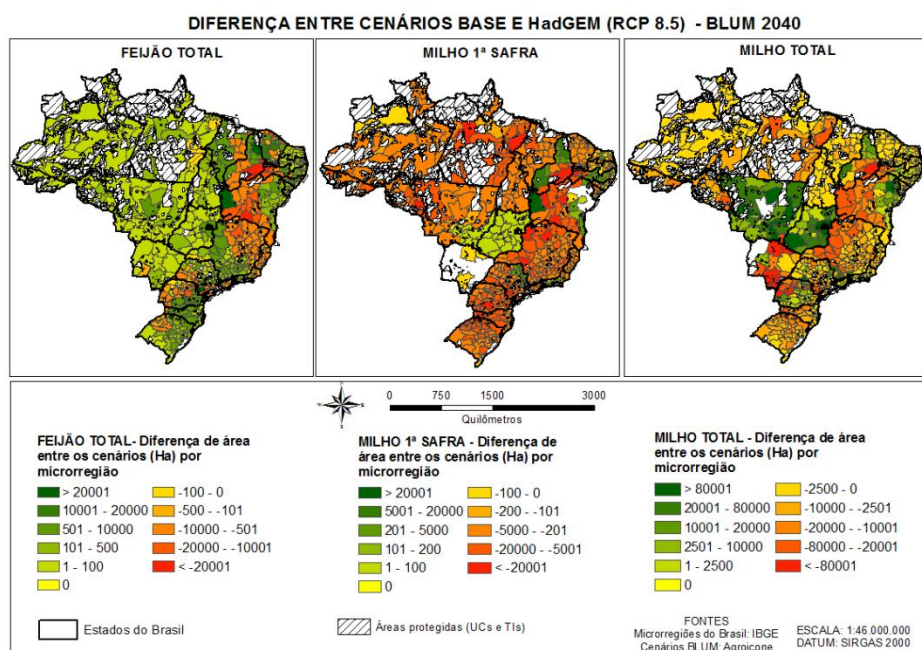 DIFERENÇA ENTRE CENÁRIOS BASE E HadGEM (RCP 8.5) - BLUM 2040
FEIJÃO TOTAL
MILHO 1ª SAFRA
MILHO TOTAL
0 750 1500 3000
Quilômetros
FEIJÃO TOTAL- Diferença de área
entre os cenários (Ha) por
microrregião
> 20001 -100 - 0
10001 - 20000 -500 - -101
501 - 10000 -10000 - -501
101 - 500 -20000 - -10001
1 - 100 < -20001
0
MILHO 1ª SAFRA - Diferença de
área entre os cenários (Ha) por
microrregião
> 20001 -100 - 0
5001 - 20000 -200 - -101
201 - 5000 -5000 - -201
101 - 200 -20000 - -5001
1 - 100 < -20001
0
MILHO TOTAL - Diferença de área
entre os cenários (Ha) por
microrregião
> 80001 -2500 - 0
20001 - 80000 -10000 - -2501
10001 - 20000 -20000 - -10001
2501 - 10000 -80000 - -20001
1 - 2500 < -80001
0
Estados do Brasil
Áreas protegidas (UCs e TIs)
FONTES
Microrregiões do Brasil: IBGE
Cenários BLUM: Agroicone
ESCALA: 1:46.000.000
DATUM: SIRGAS 2000